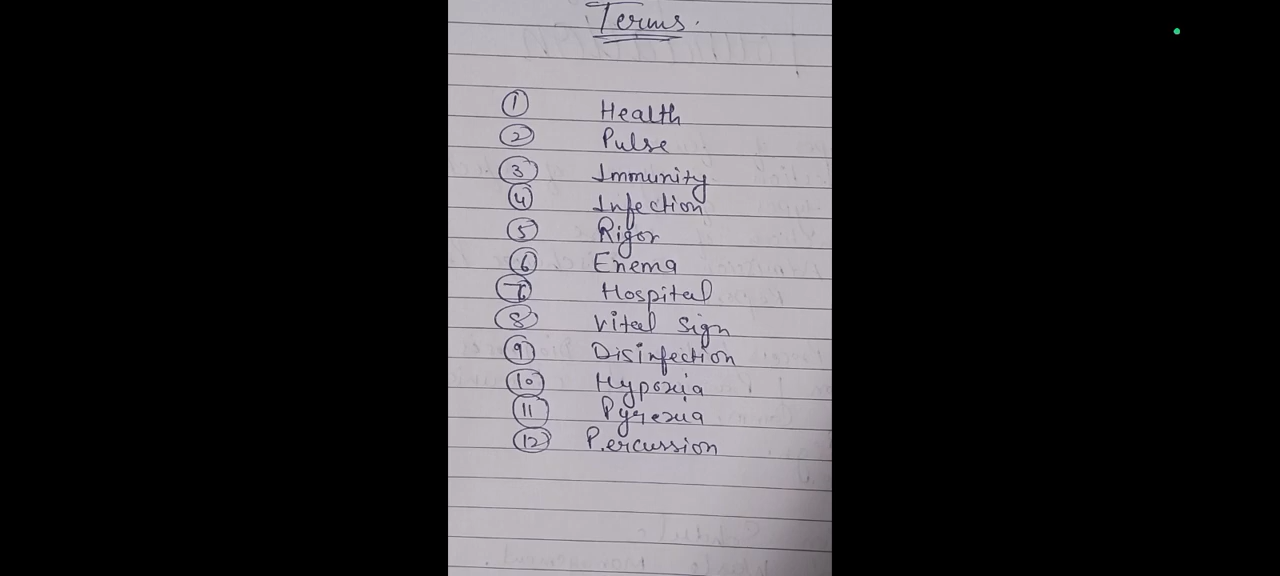 Terms.
① Health
② Pulse
③ Immunity
④ Infection
⑤ Rigor
⑥ Enema
⑦ Hospital
⑧ Vital Sign
⑨ Disinfection
⑩ Hypoxia
⑪ Pyrexia
⑫ Percussion